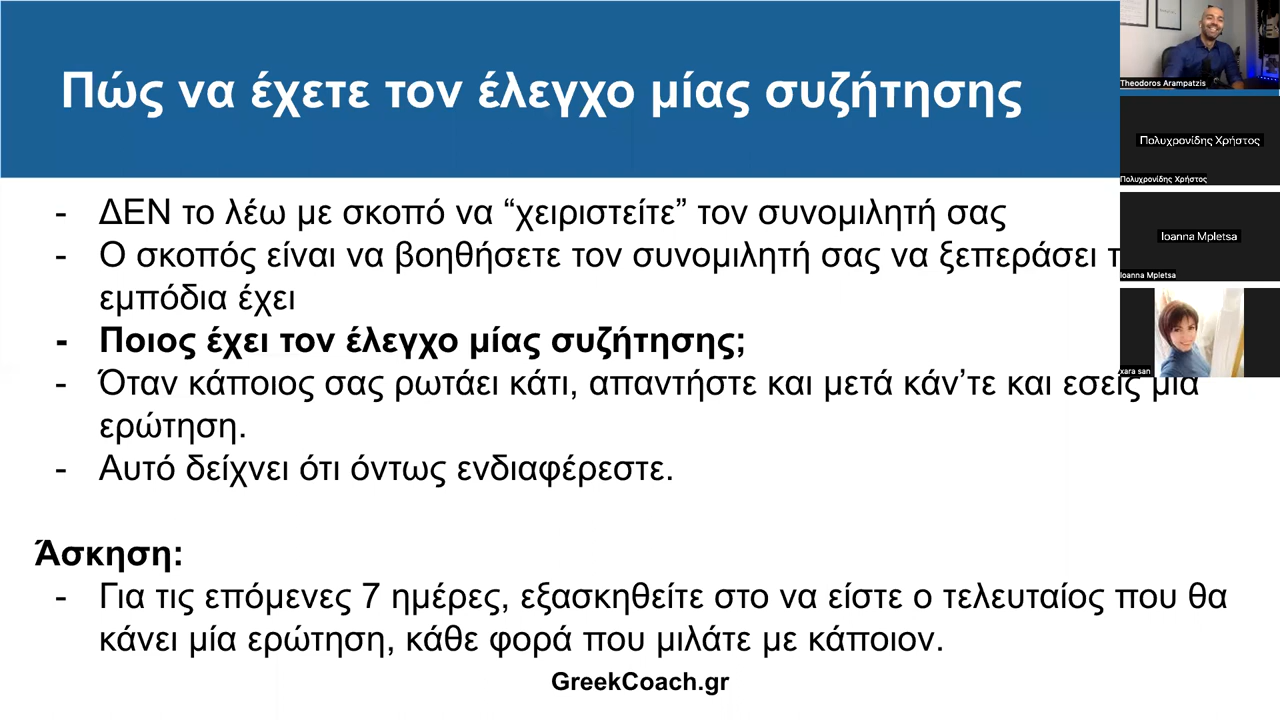 Πώς να έχετε τον έλεγχο μίας συζήτησης
- ΔΕΝ το λέω με σκοπό να “χειριστείτε” τον συνομιλητή σας
- Ο σκοπός είναι να βοηθήσετε τον συνομιλητή σας να ξεπεράσει
εμπόδια έχει
- Ποιος έχει τον έλεγχο μίας συζήτησης;
- Όταν κάποιος σας ρωτάει κάτι, απαντήστε και μετά κάν’τε και εσείς μία
ερώτηση.
- Αυτό δείχνει ότι όντως ενδιαφέρεστε.
Άσκηση:
- Για τις επόμενες 7 ημέρες, εξασκηθείτε στο να είστε ο τελευταίος που θα
κάνει μία ερώτηση, κάθε φορά που μιλάτε με κάποιον.
GreekCoach.gr
Theodoros Arampatzis
Πολυχρονίδης Χρήστος
Πολυχρονίδης Χρήστος
Ioanna Mpletsa
Ioanna Mpletsa
xara san